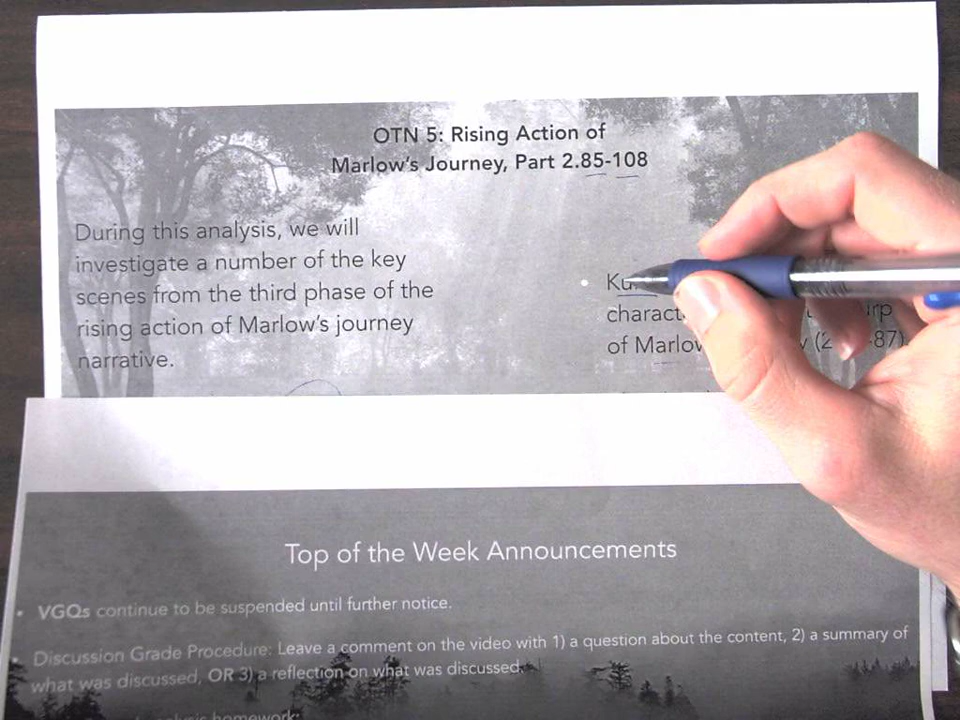 OTN 5: Rising Action of
Marlow's Journey, Part 2.85-108
During this analysis, we will
investigate a number of the key
scenes from the third phase of the
rising action of Marlow's journey
narrative.
of
Top of the Week Announcements
• VGQs continue to be suspended until further notice.
Discussion Grade Procedure: Leave a comment on the video with 1) a question about the content, 2) a summary of
what was discussed, OR 3) a reflection on what was discussed.